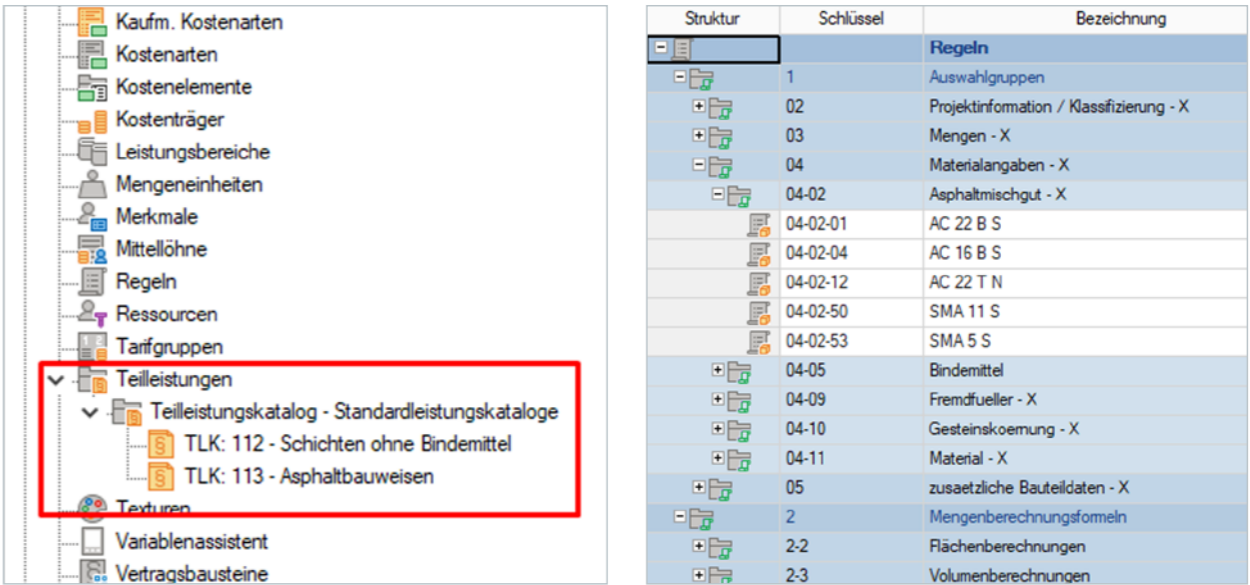 Kaufm. Kostenarten
Kostenarten
Kostenelemente
Kostenträger
Leistungsbereiche
Mengeneinheiten
Merkmale
Mittellöhne
Regeln
Ressourcen
Tarifgruppen
Teilleistungen
Teilleistungskatalog - Standardleistungskataloge
TLK: 112 - Schichten ohne Bindemittel
TLK: 113 - Asphaltbauweisen
Texturen
Variablenassistent
Vertragsbausteine
Struktur Schlüssel Bezeichnung
Regeln
1 Auswahlgruppen
02 Projektinformation / Klassifizierung - X
03 Mengen - X
04 Materialangaben - X
04-02 Asphaltmischgut - X
04-02-01 AC 22 B S
04-02-04 AC 16 B S
04-02-12 AC 22 T N
04-02-50 SMA 11 S
04-02-53 SMA 5 S
04-05 Bindemittel
04-09 Fremdfueller - X
04-10 Gesteinskoernung - X
04-11 Material - X
05 zusaetzliche Bauteildaten - X
2 Mengenberechnungsformeln
2-2 Flächenberechnungen
2-3 Volumenberechnungen